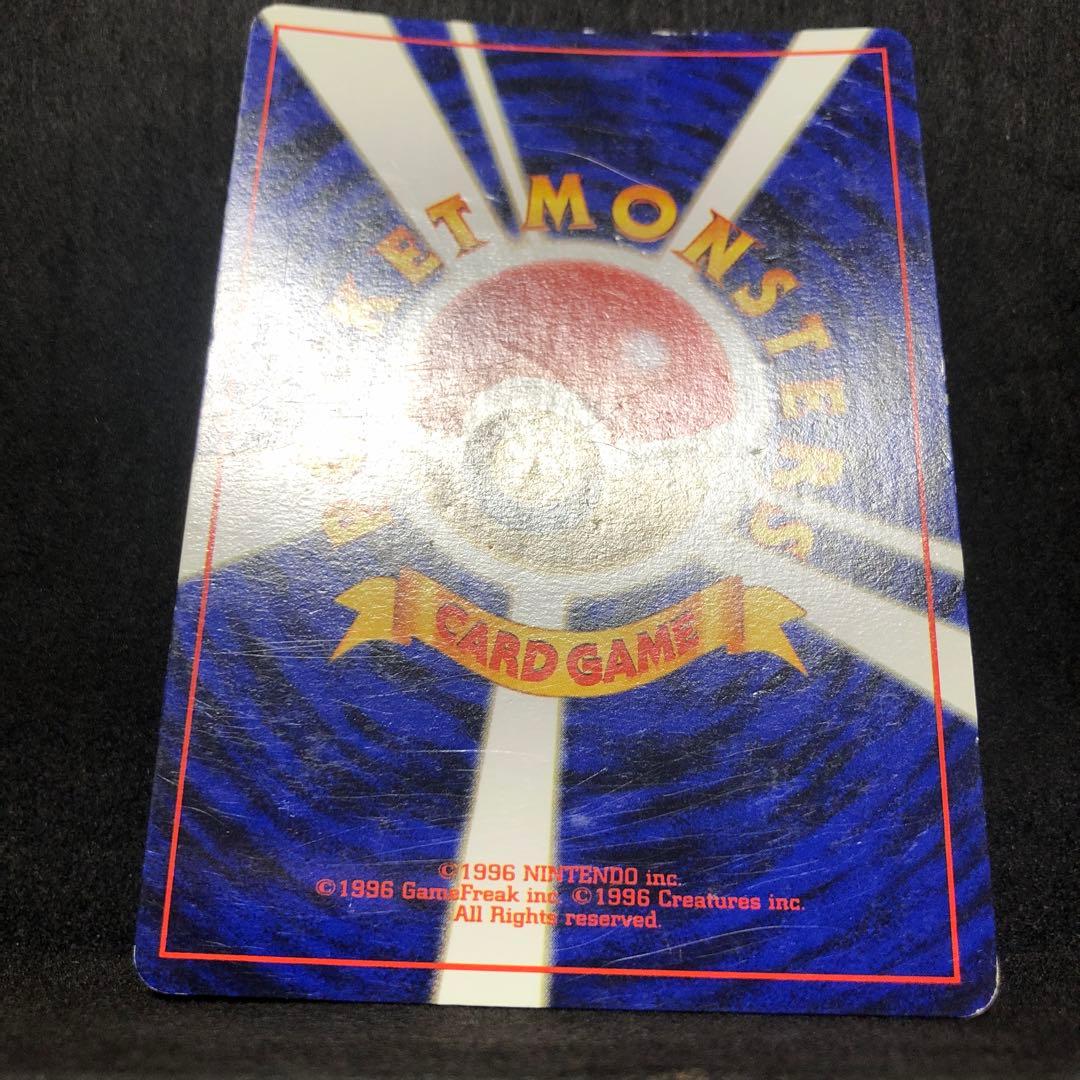 POCKET MONSTERS
CARD GAME
©1996 NINTENDO inc.
©1996 GameFreak inc. ©1996 Creatures inc.
All Rights reserved.